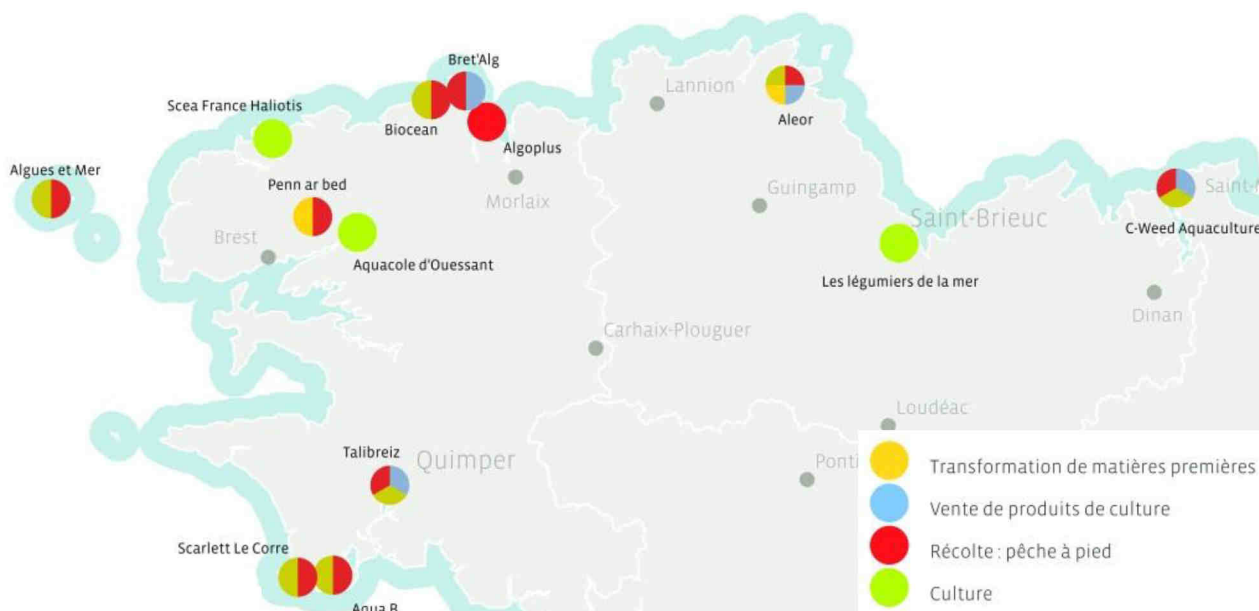 Bret'Alg
Lannion
Scea France Haliotis
Biocean
Aleor
Algoplus
Algues et Mer
Penn ar bed
Morlaix
Guingamp
Saint-Brieuc
C-Weed Aquaculture
Brest
Aquacole d'Ouessant
Les légumiers de la mer
Dinan
Carhaix-Plouguer
Loudéac
Talibreiz
Quimper
Scarlett Le Corre
Aqua B
Transformation de matières premières
Vente de produits de culture
Récolte : pêche à pied
Culture